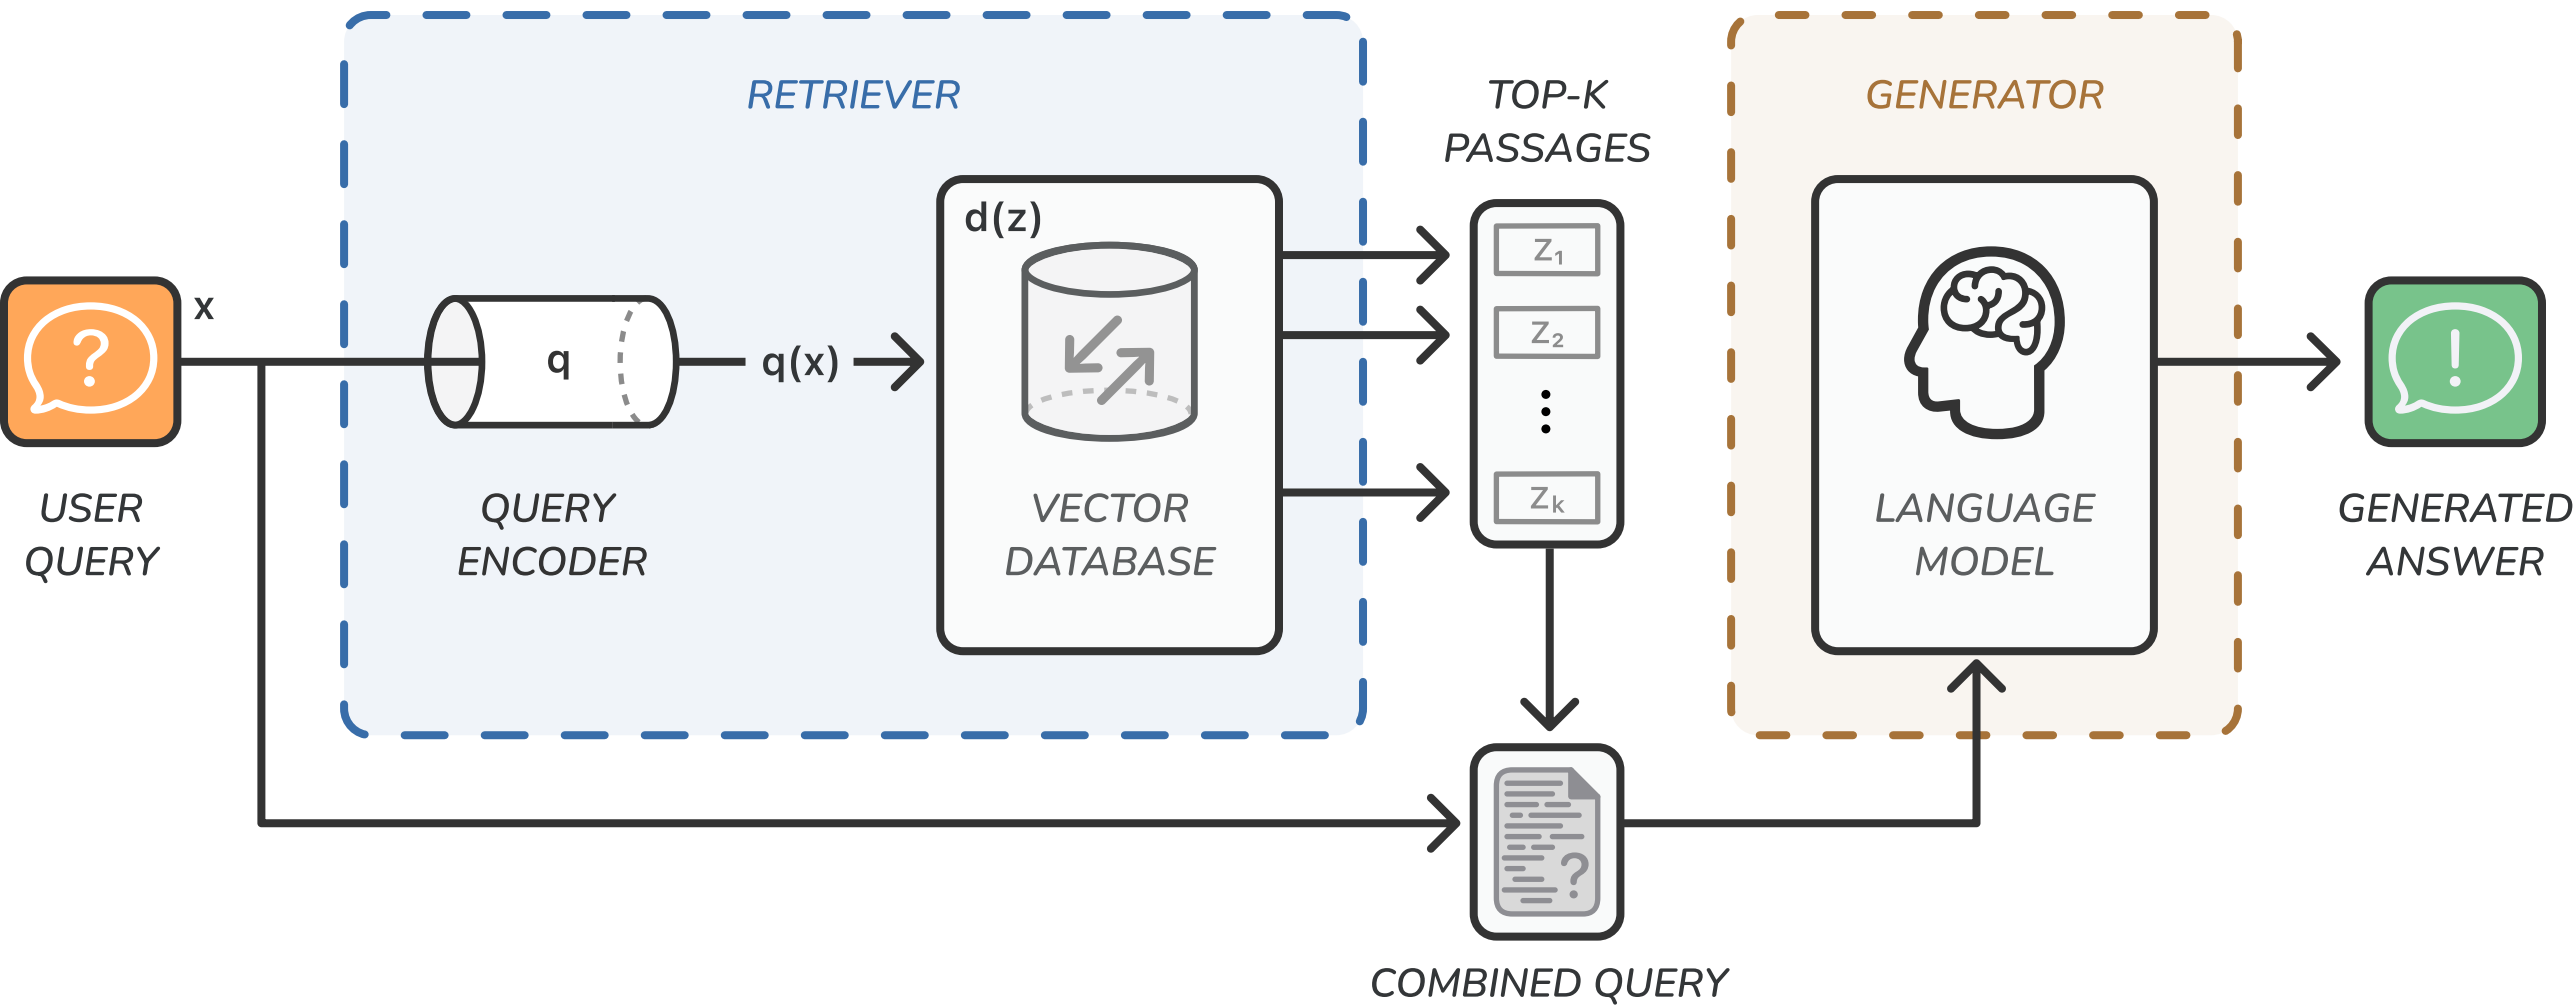 RETRIEVER
TOP-K
PASSAGES
GENERATOR
d(z)
x
q
q(x)
z₁
z₂
zₖ
USER
QUERY
QUERY
ENCODER
VECTOR
DATABASE
LANGUAGE
MODEL
GENERATED
ANSWER
?
!
?
COMBINED QUERY